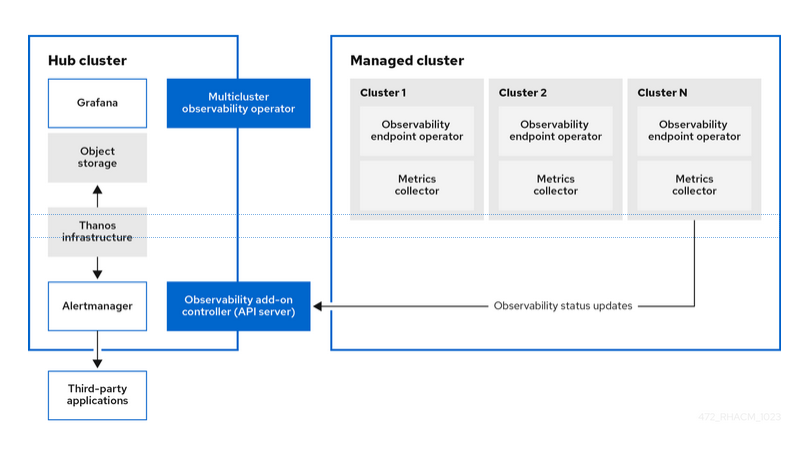 Hub cluster
Grafana
Multicluster
observability operator
Object
storage
Thanos
infrastructure
Alertmanager
Observability add-on
controller (API server)
Third-party
applications
Managed cluster
Cluster 1
Observability
endpoint operator
Metrics
collector
Cluster 2
Observability
endpoint operator
Metrics
collector
Cluster N
Observability
endpoint operator
Metrics
collector
Observability status updates
472_RHACM_1023